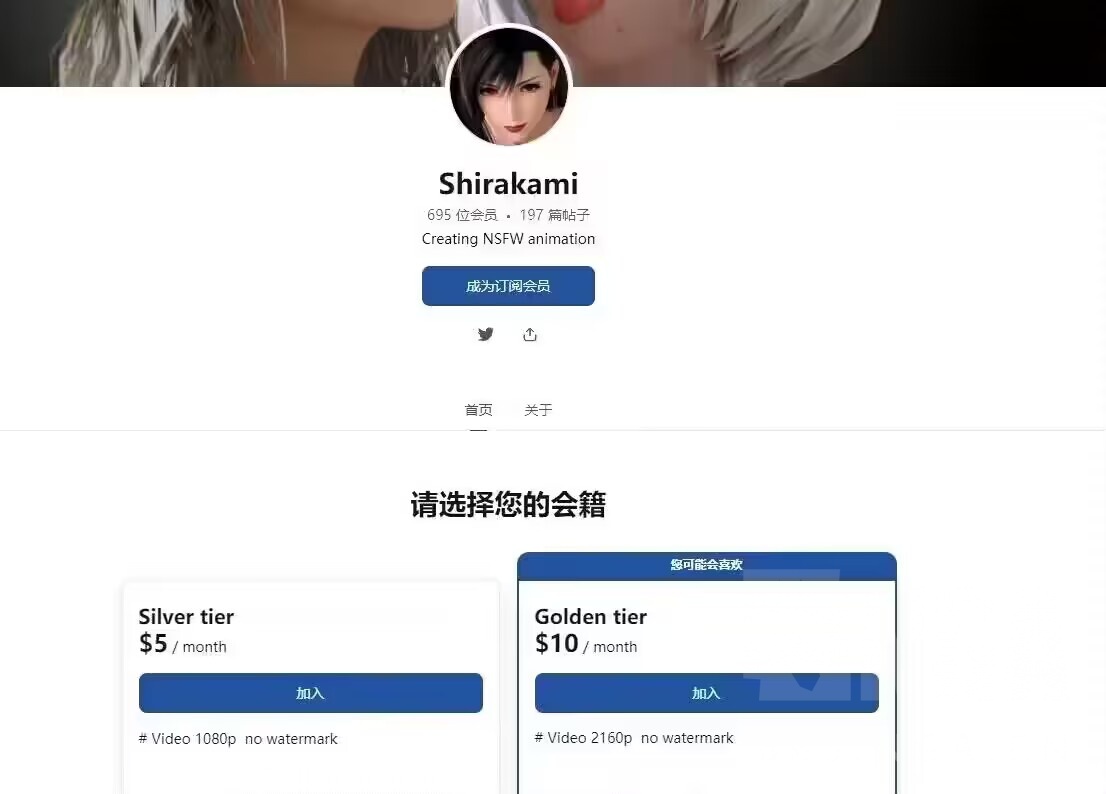 Shirakami
695 位会员 • 197 篇帖子
Creating NSFW animation
成为订阅会员
首页 关于
请选择您的会籍
您可能会喜欢
Silver tier
$5 / month
加入
# Video 1080p no watermark
Golden tier
$10 / month
加入
# Video 2160p no watermark